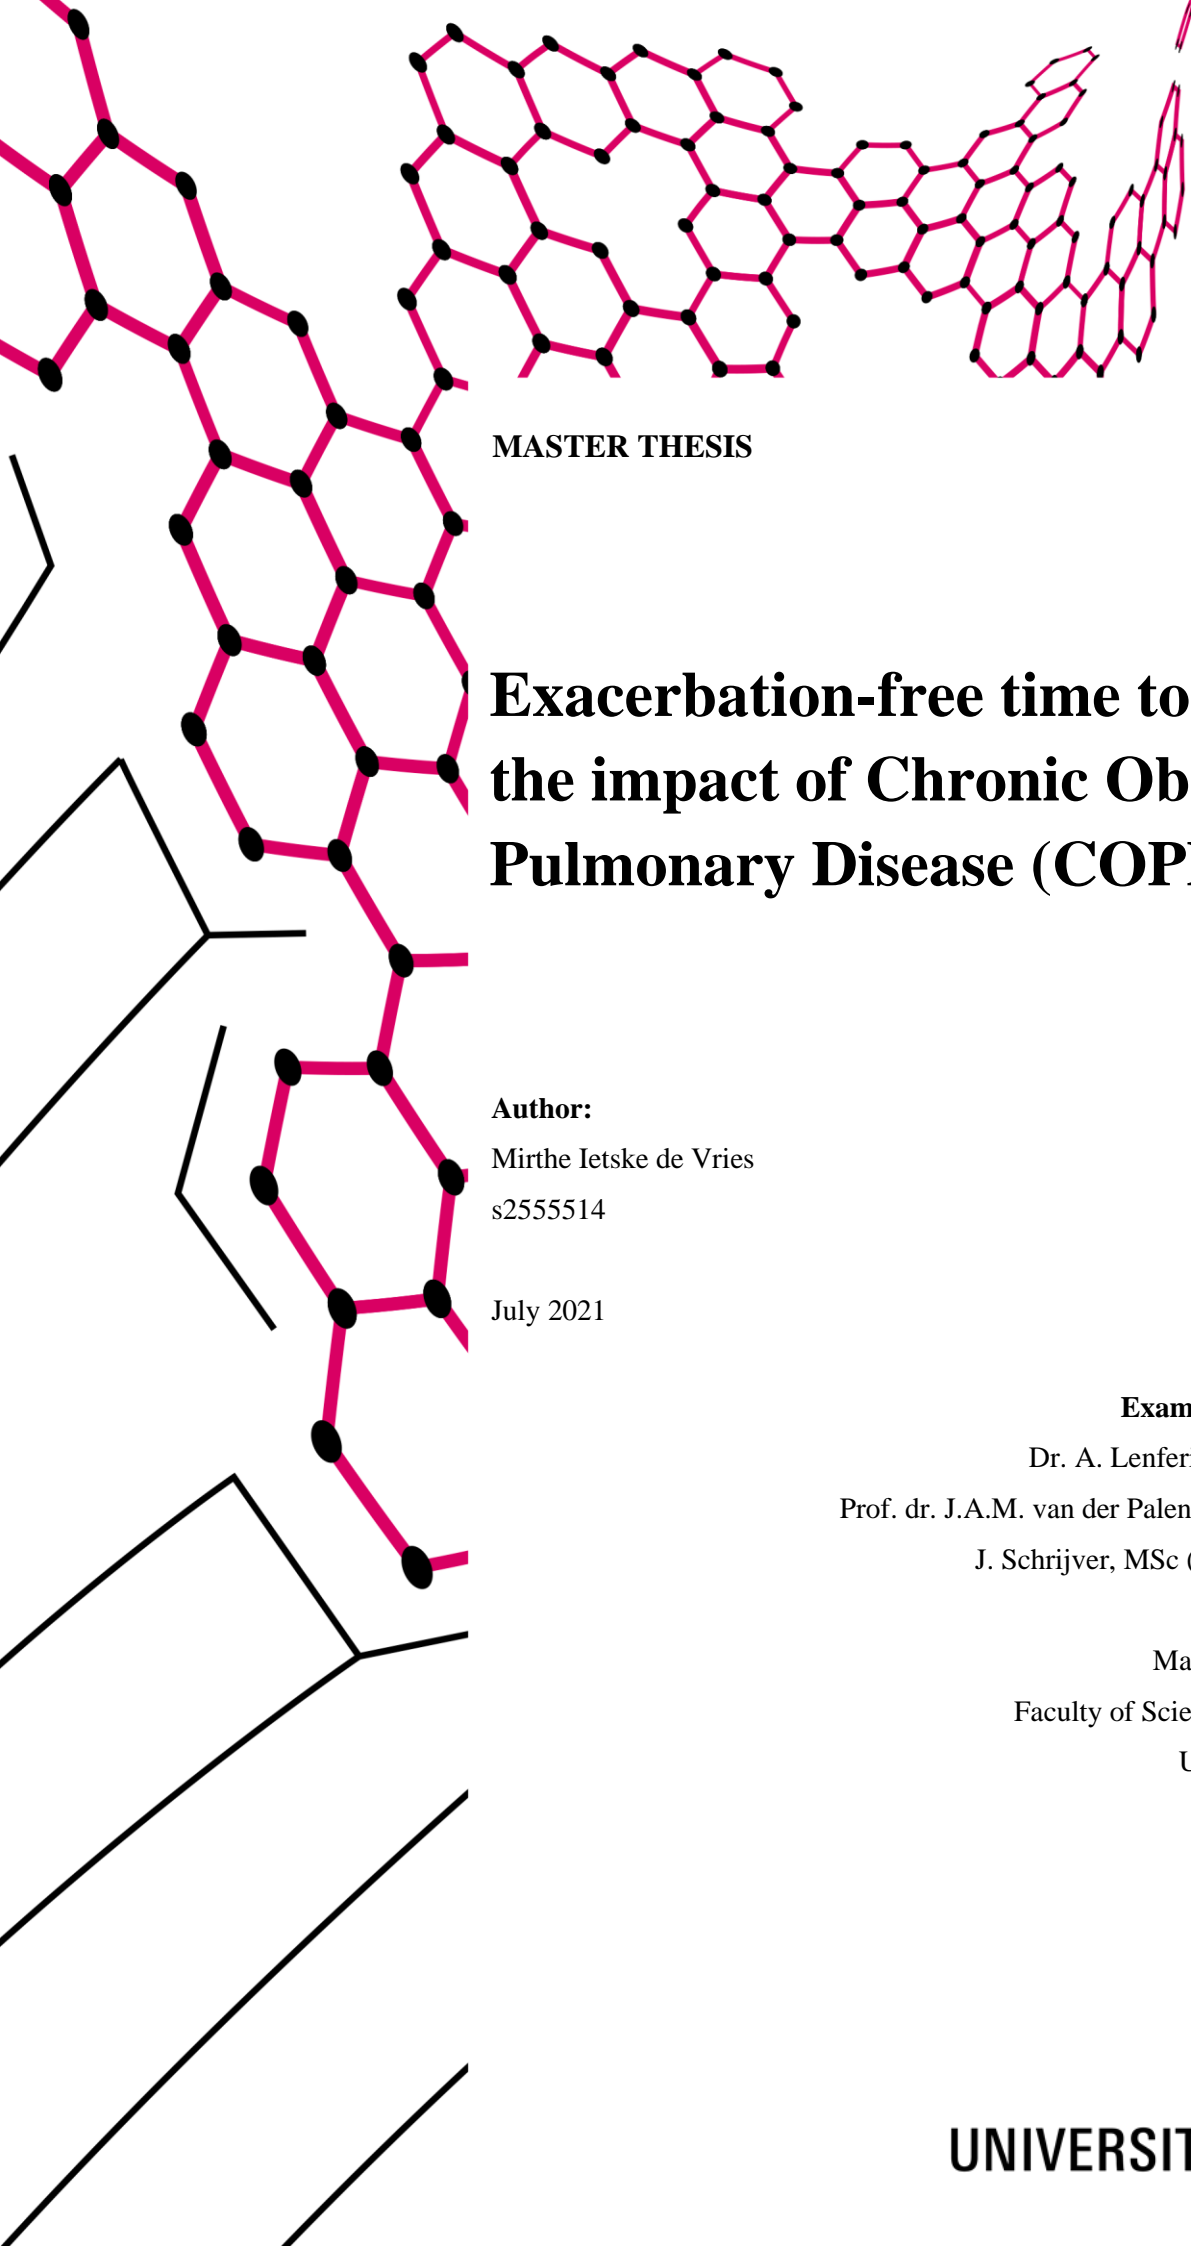 MASTER THESIS
Exacerbation-free time to
the impact of Chronic Ob
Pulmonary Disease (COP
Author:
Mirthe Ietske de Vries
s2555514
July 2021
Exam
Dr. A. Lenferi
Prof. dr. J.A.M. van der Palen
J. Schrijver, MSc (
Ma
Faculty of Scie
U
UNIVERSIT